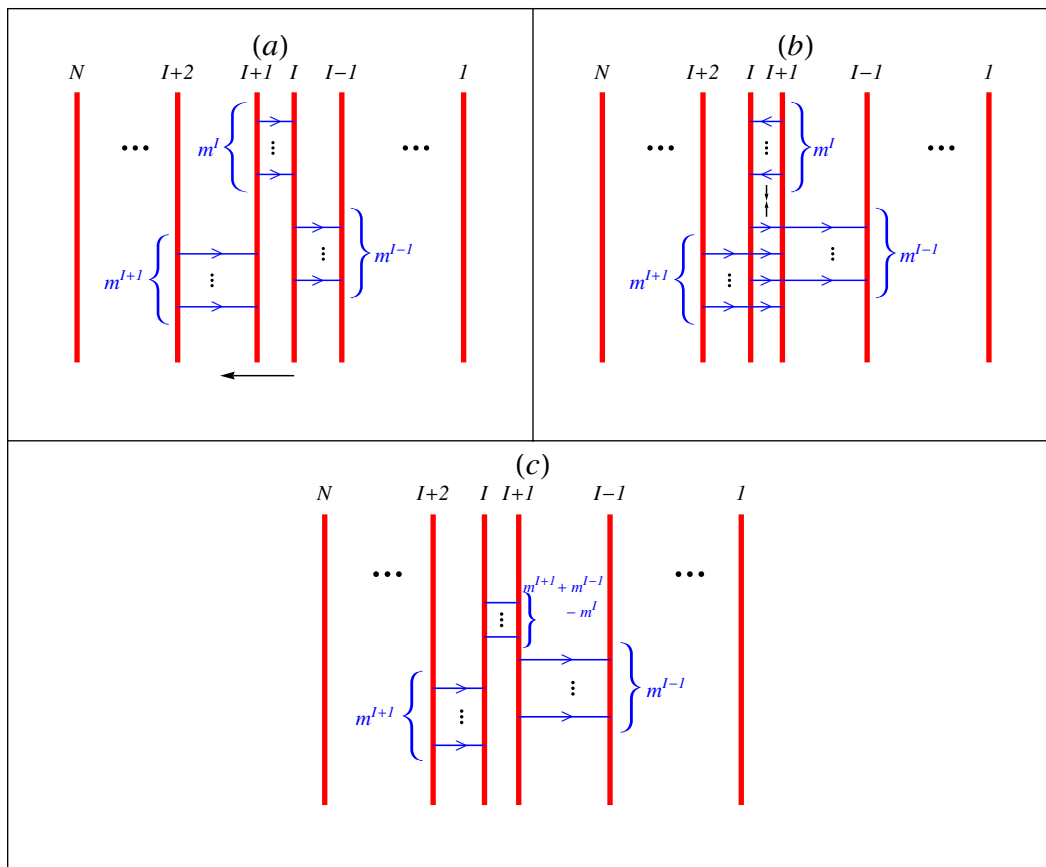 (a)
N I+2 I+1 I I−1 1
... ...
m^I
m^{I−1}
m^{I+1}
(b)
N I+2 I I+1 I−1 1
... ...
m^I
m^{I−1}
m^{I+1}
(c)
N I+2 I I+1 I−1 1
... ...
m^{I+1} + m^{I−1}
− m^I
m^{I−1}
m^{I+1}